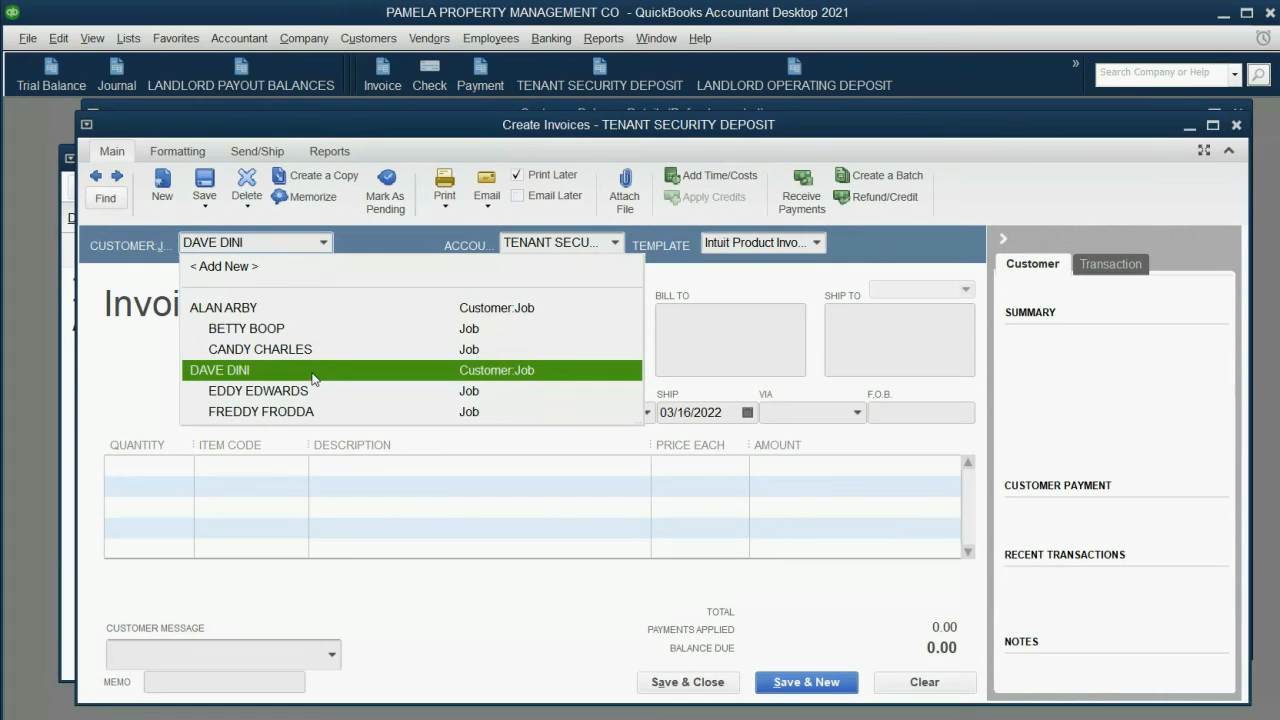 PAMELA PROPERTY MANAGEMENT CO - QuickBooks Accountant Desktop 2021
File Edit View Lists Favorites Accountant Company Customers Vendors Employees Banking Reports Window Help
Trial Balance Journal LANDLORD PAYOUT BALANCES Invoice Check Payment TENANT SECURITY DEPOSIT LANDLORD OPERATING DEPOSIT
Search Company or Help
Create Invoices - TENANT SECURITY DEPOSIT
Main Formatting Send/Ship Reports
Find New Save Delete Create a Copy Memorize Mark As Pending Print Email Print Later Email Later Attach File Add Time/Costs Apply Credits Receive Payments Create a Batch Refund/Credit
CUSTOMER:J... DAVE DINI ACCOU... TENANT SECU... TEMPLATE Intuit Product Invo...
< Add New >
ALAN ARBY Customer:Job
BETTY BOOP Job
CANDY CHARLES Job
DAVE DINI Customer:Job
EDDY EDWARDS Job
FREDDY FRODDA Job
Invoi
BILL TO SHIP TO
SHIP VIA F.O.B.
03/16/2022
QUANTITY ITEM CODE DESCRIPTION PRICE EACH AMOUNT
TOTAL
PAYMENTS APPLIED 0.00
BALANCE DUE 0.00
CUSTOMER MESSAGE
MEMO
Save & Close Save & New Clear
Customer Transaction
SUMMARY
CUSTOMER PAYMENT
RECENT TRANSACTIONS
NOTES